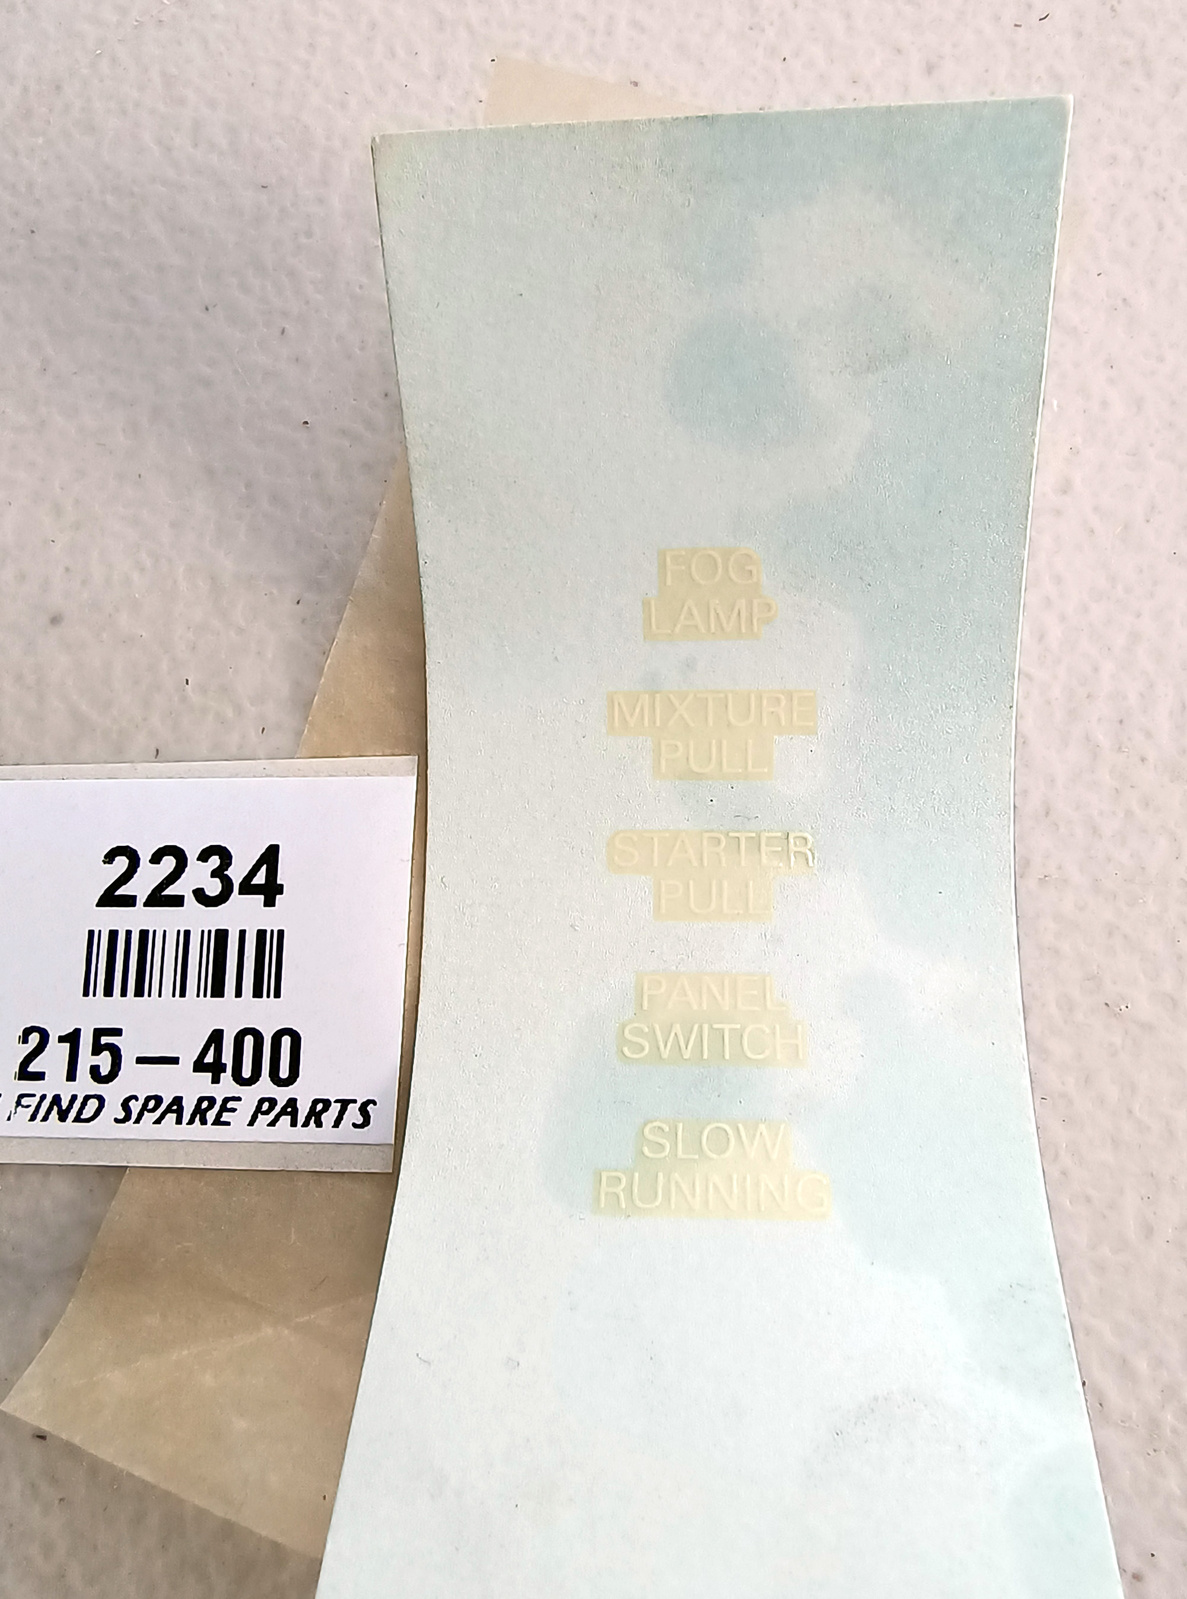 FOG
LAMP
MIXTURE
PULL
STARTER
PULL
PANEL
SWITCH
SLOW
RUNNING
2234
215-400
FIND SPARE PARTS